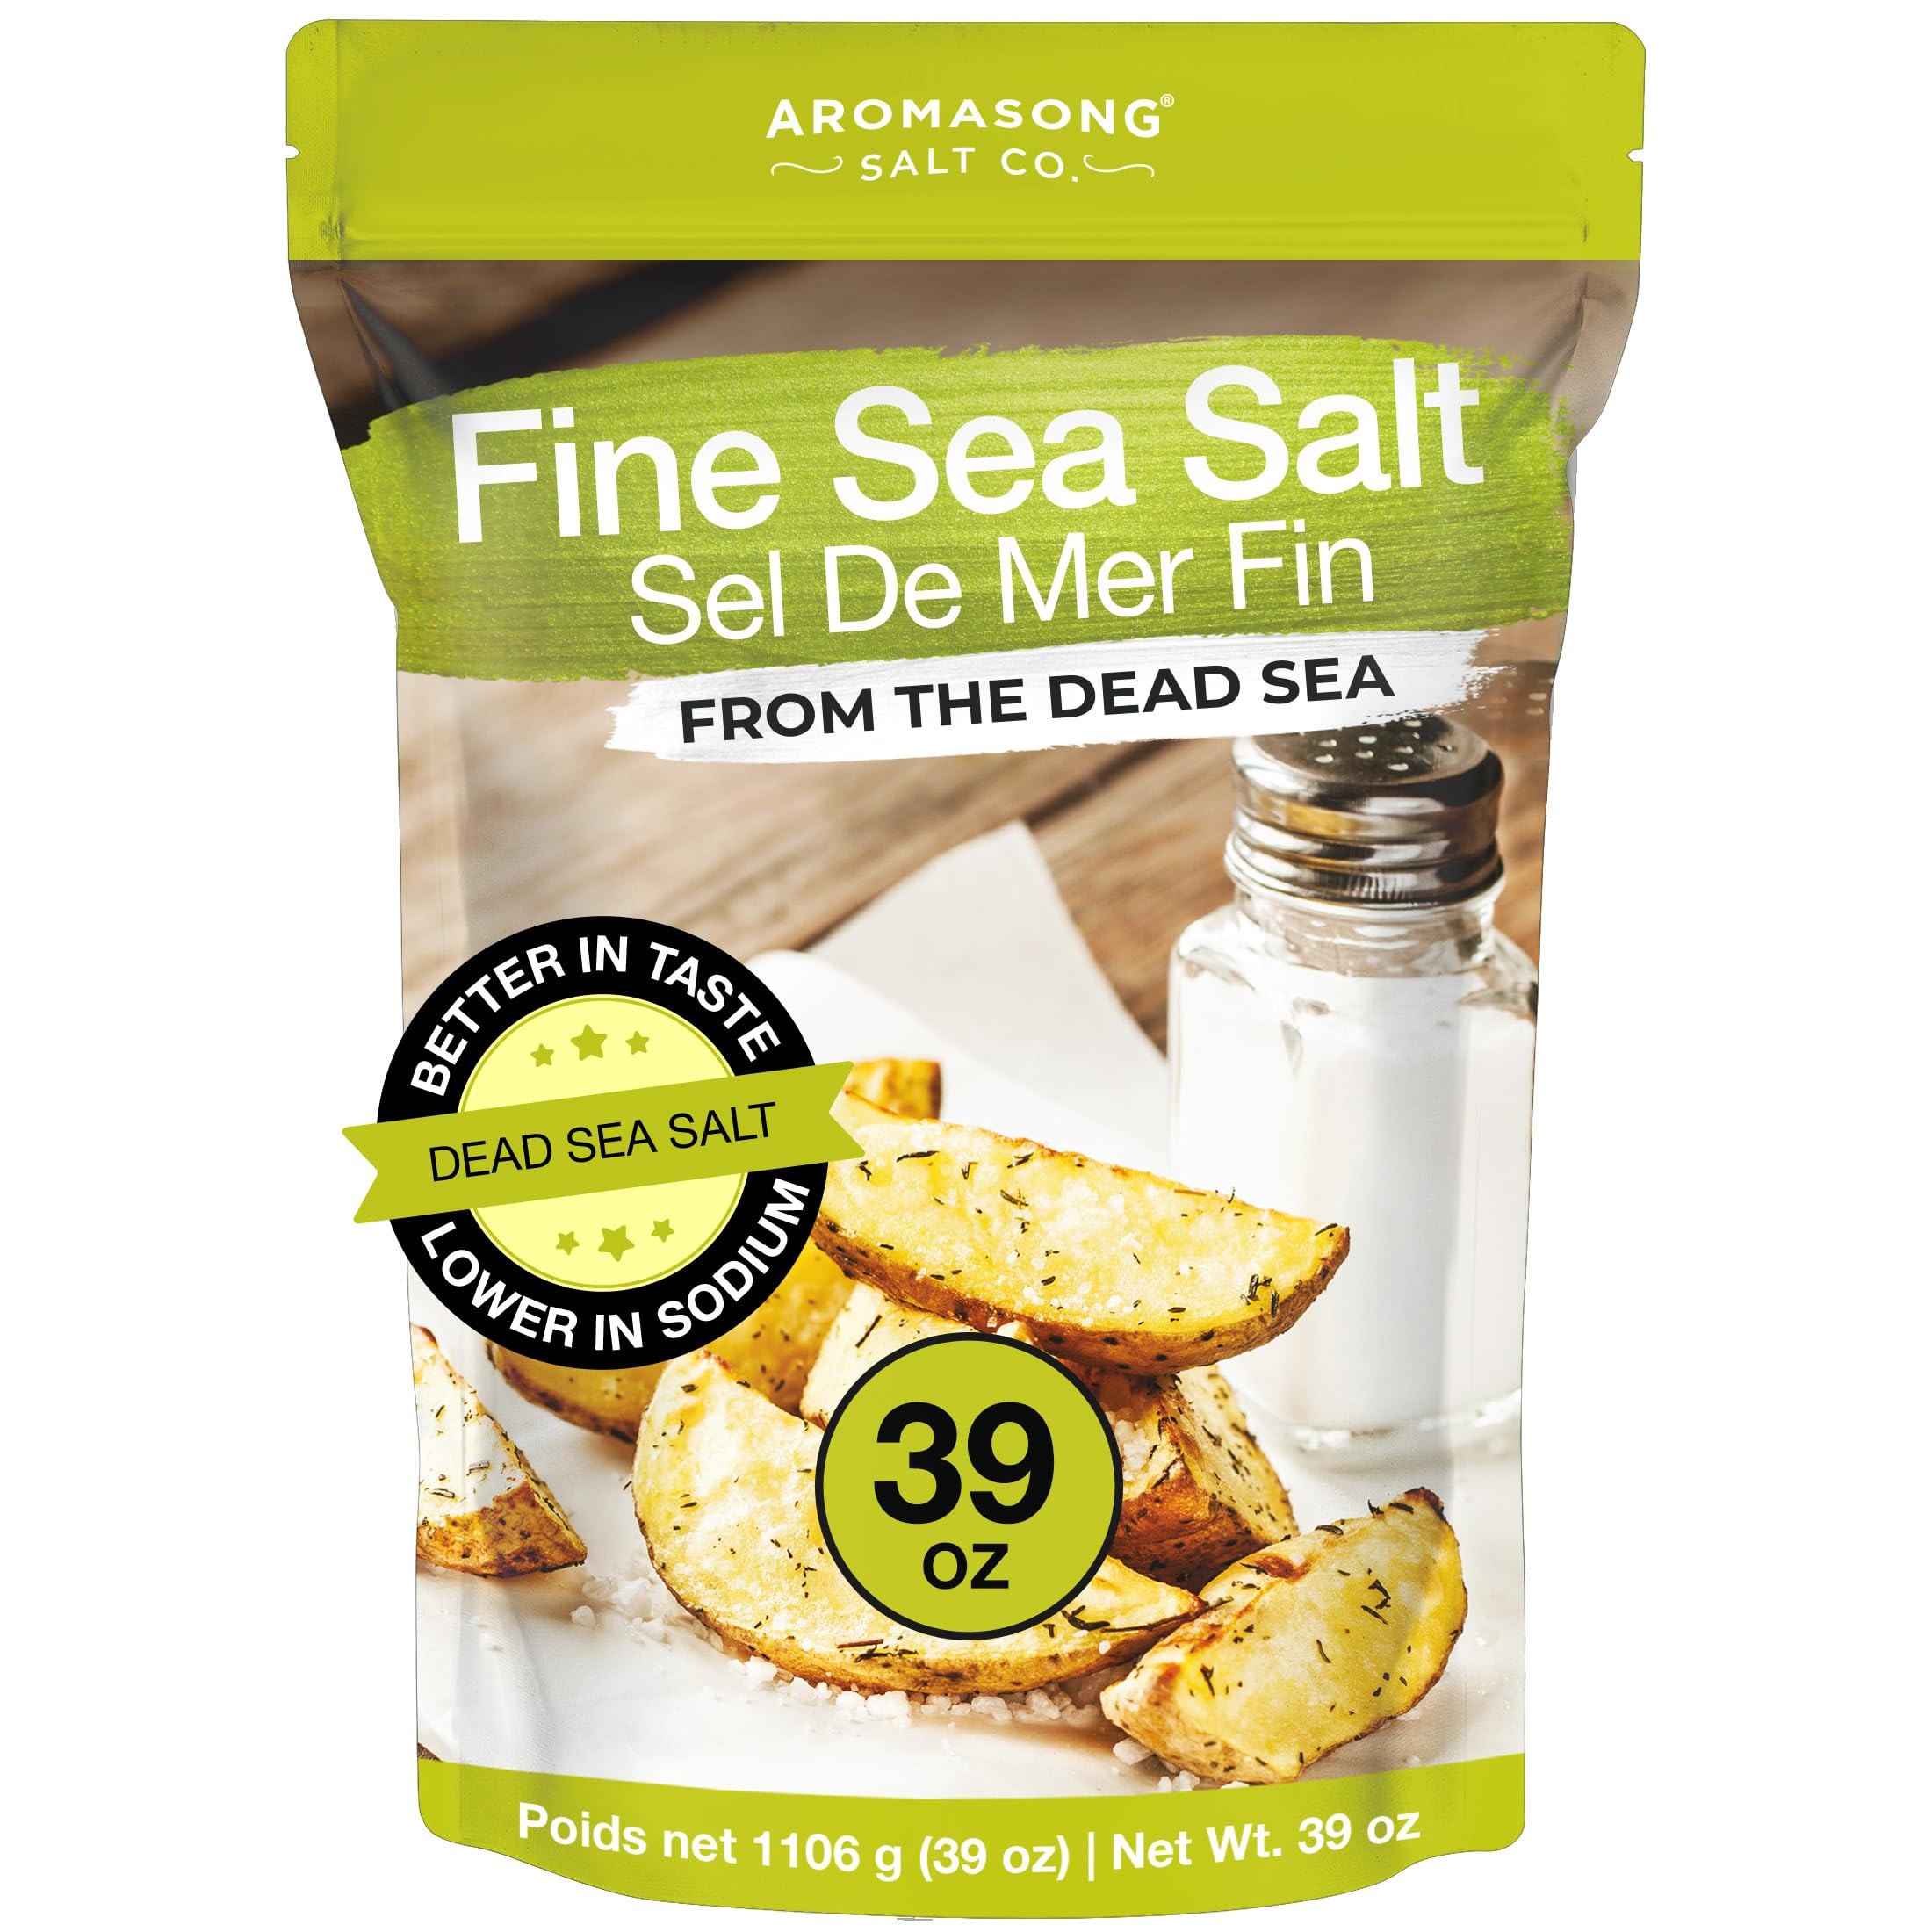 AROMASONG®
SALT CO.
Fine Sea Salt
Sel De Mer Fin
FROM THE DEAD SEA
BETTER IN TASTE
DEAD SEA SALT
LOWER IN SODIUM
39
OZ
Poids net 1106 g (39 oz) | Net Wt. 39 oz